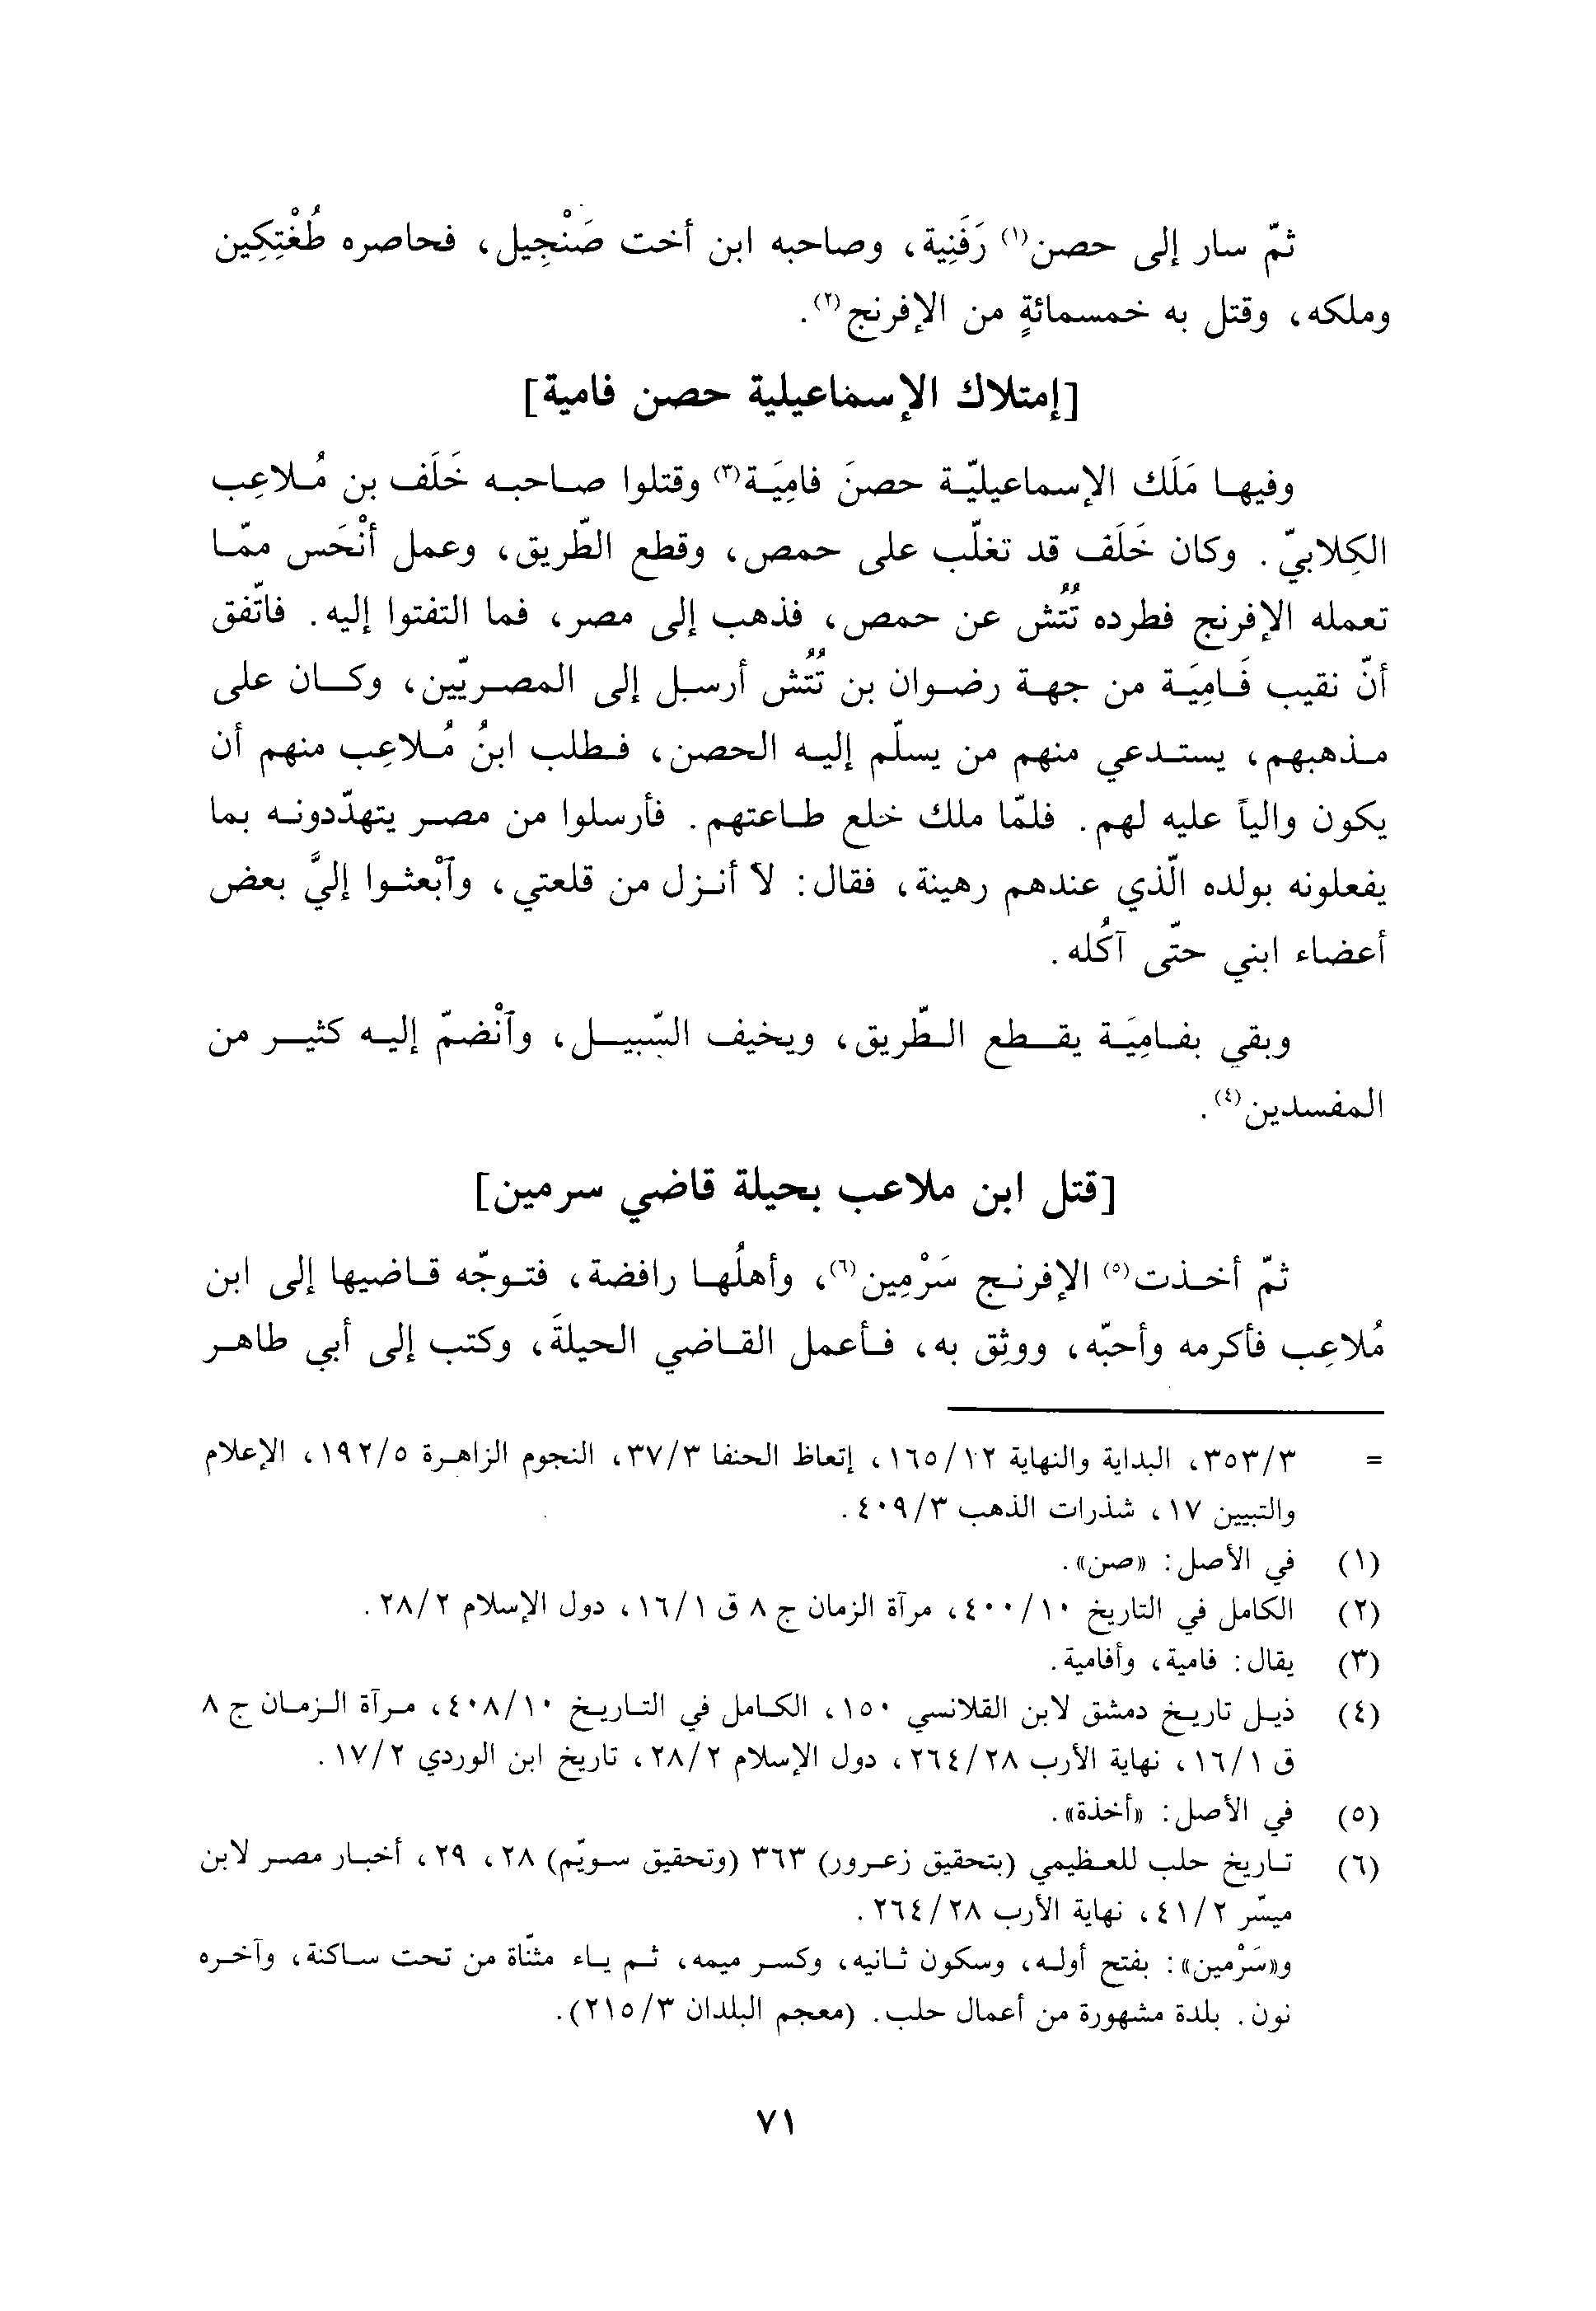 ثمّ سار إلى حصن(١) رَفَنِية، وصاحبه ابن أخت صَنْجِيل، فحاصره طُغْتِكِين
وملكه، وقتل به خمسمائةٍ من الإفرنج(٢).
[إمتلاك الإسماعيلية حصن فامية]
وفيها مَلَك الإسماعيليّة حصنَ فامِيَة(٣) وقتلوا صاحبه خَلَف بن مُلاعِب
الكِلابيّ. وكان خَلَف قد تغلّب على حمص، وقطع الطّريق، وعمل أنْحَس ممّا
تعمله الإفرنج فطرده تُتُش عن حمص، فذهب إلى مصر، فما التفتوا إليه. فاتّفق
أنّ نقيب فَامِيَة من جهة رضوان بن تُتُش أرسل إلى المصريّين، وكان على
مذهبهم، يستدعي منهم من يسلّم إليه الحصن، فطلب ابنُ مُلاعِب منهم أن
يكون والياً عليه لهم. فلمّا ملك خلع طاعتهم. فأرسلوا من مصر يتهدّدونه بما
يفعلونه بولده الّذي عندهم رهينة، فقال: لا أنزل من قلعتي، وآبْعثوا إليَّ بعض
أعضاء ابني حتّى آكُله.
وبقي بفامِيَة يقطع الطّريق، ويخيف السّبيل، وآنْضمّ إليه كثير من
المفسدين(٤).
[قتل ابن ملاعب بحيلة قاضي سرمين]
ثمّ أخذت(٥) الإفرنج سَرْمِين(٦)، وأهلُها رافضة، فتوجّه قاضيها إلى ابن
مُلاعِب فأكرمه وأحبّه، ووثِق به، فأعمل القاضي الحيلةَ، وكتب إلى أبي طاهر
= ٣/٣٥٣، البداية والنهاية ١٢/١٦٥، إتعاظ الحنفا ٣/٣٧، النجوم الزاهرة ٥/١٩٢، الإعلام
والتبيين ١٧، شذرات الذهب ٣/٤٠٩.
(١) في الأصل: «صن».
(٢) الكامل في التاريخ ١٠/٤٠٠، مرآة الزمان ج ٨ ق ١/١٦، دول الإسلام ٢/٢٨.
(٣) يقال: فامية، وأفامية.
(٤) ذيل تاريخ دمشق لابن القلانسي ١٥٠، الكامل في التاريخ ١٠/٤٠٨، مرآة الزمان ج ٨
ق ١/١٦، نهاية الأرب ٢٨/٢٦٤، دول الإسلام ٢/٢٨، تاريخ ابن الوردي ٢/١٧.
(٥) في الأصل: «أخذة».
(٦) تاريخ حلب للعظيمي (بتحقيق زعرور) ٣٦٣ (وتحقيق سويّم) ٢٨، ٢٩، أخبار مصر لابن
ميسّر ٢/٤١، نهاية الأرب ٢٨/٢٦٤.
و«سَرْمين»: بفتح أوله، وسكون ثانيه، وكسر ميمه، ثم ياء مثنّاة من تحت ساكنة، وآخره
نون. بلدة مشهورة من أعمال حلب. (معجم البلدان ٣/٢١٥).
٧١